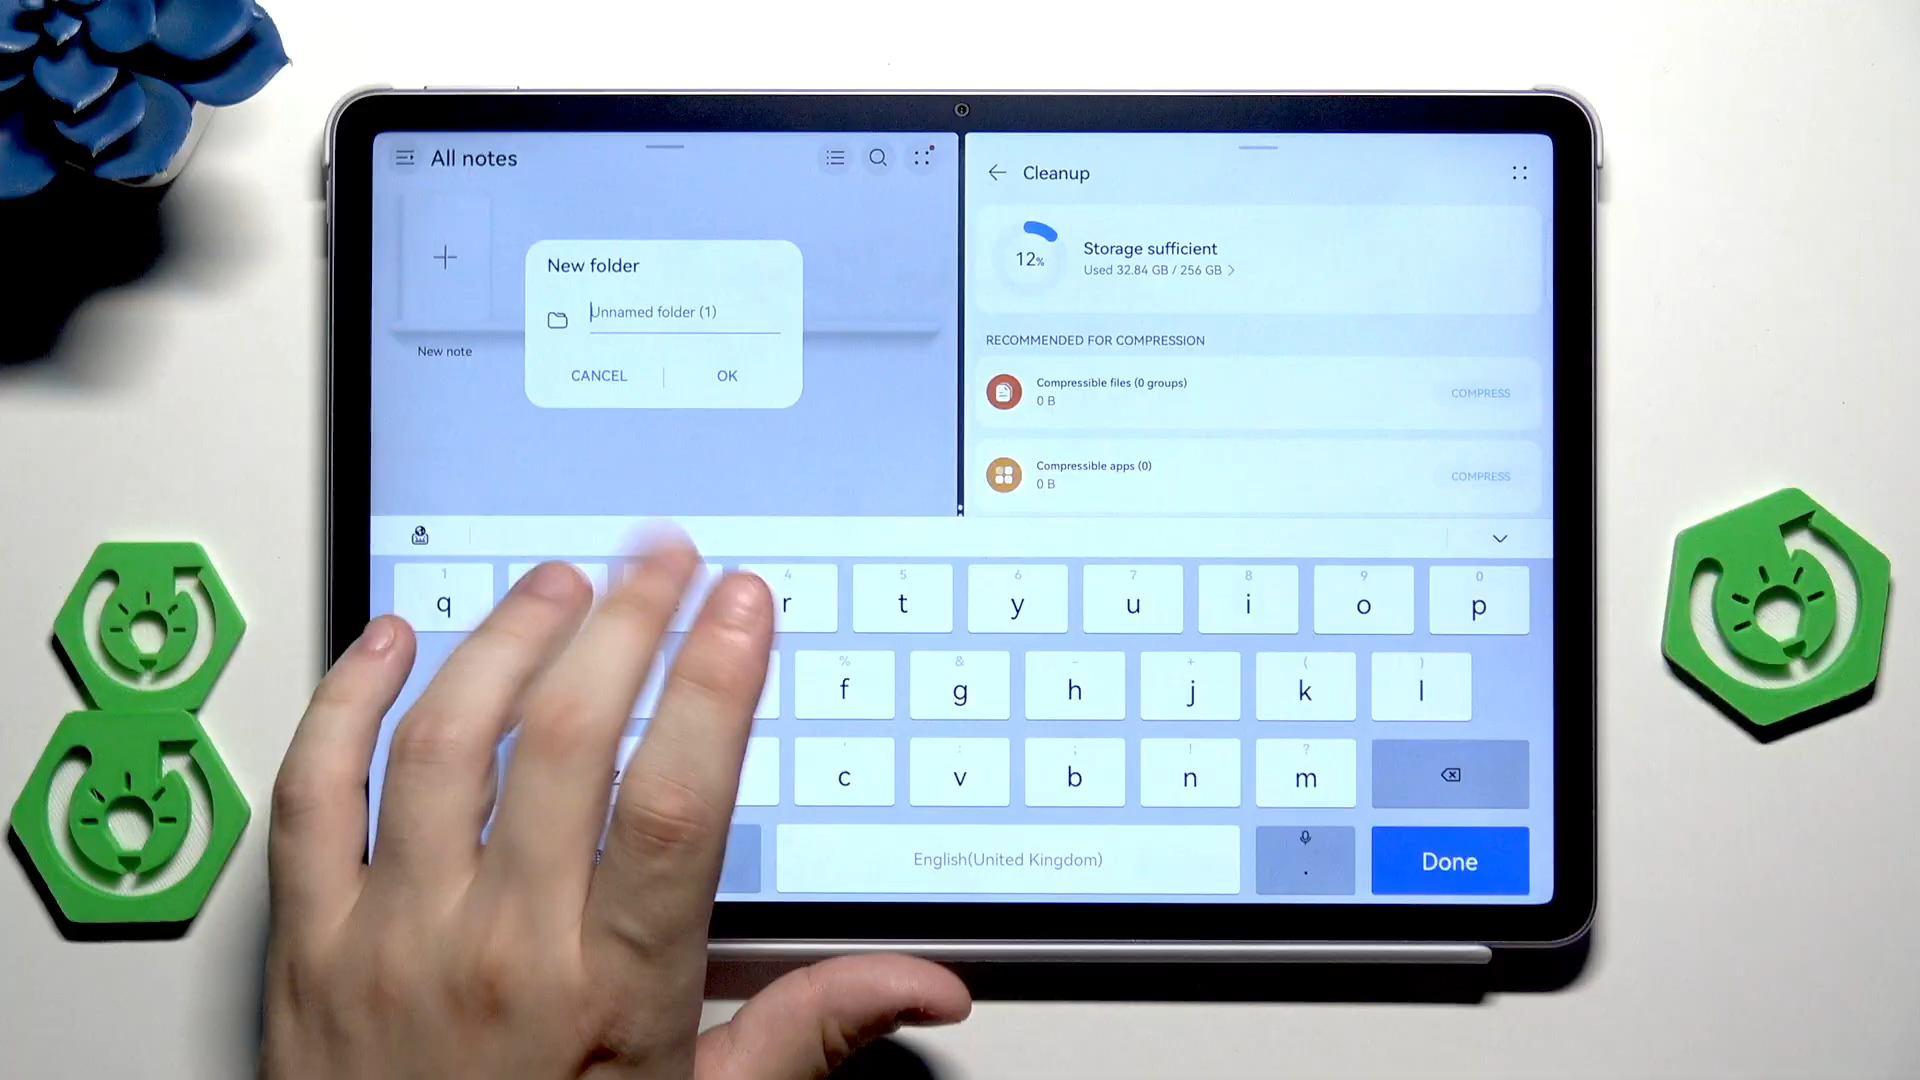 All notes
New note
New folder
Unnamed folder (1)
CANCEL
OK
Cleanup
12%
Storage sufficient
Used 32.84 GB / 256 GB
RECOMMENDED FOR COMPRESSION
Compressible files (0 groups)
0 B
COMPRESS
Compressible apps (0)
0 B
COMPRESS
1 4 5 6 7 8 9 0
q r t y u i o p
% & - + ( )
f g h j k l
' : ; ! ?
z c v b n m
English(United Kingdom)
.
Done